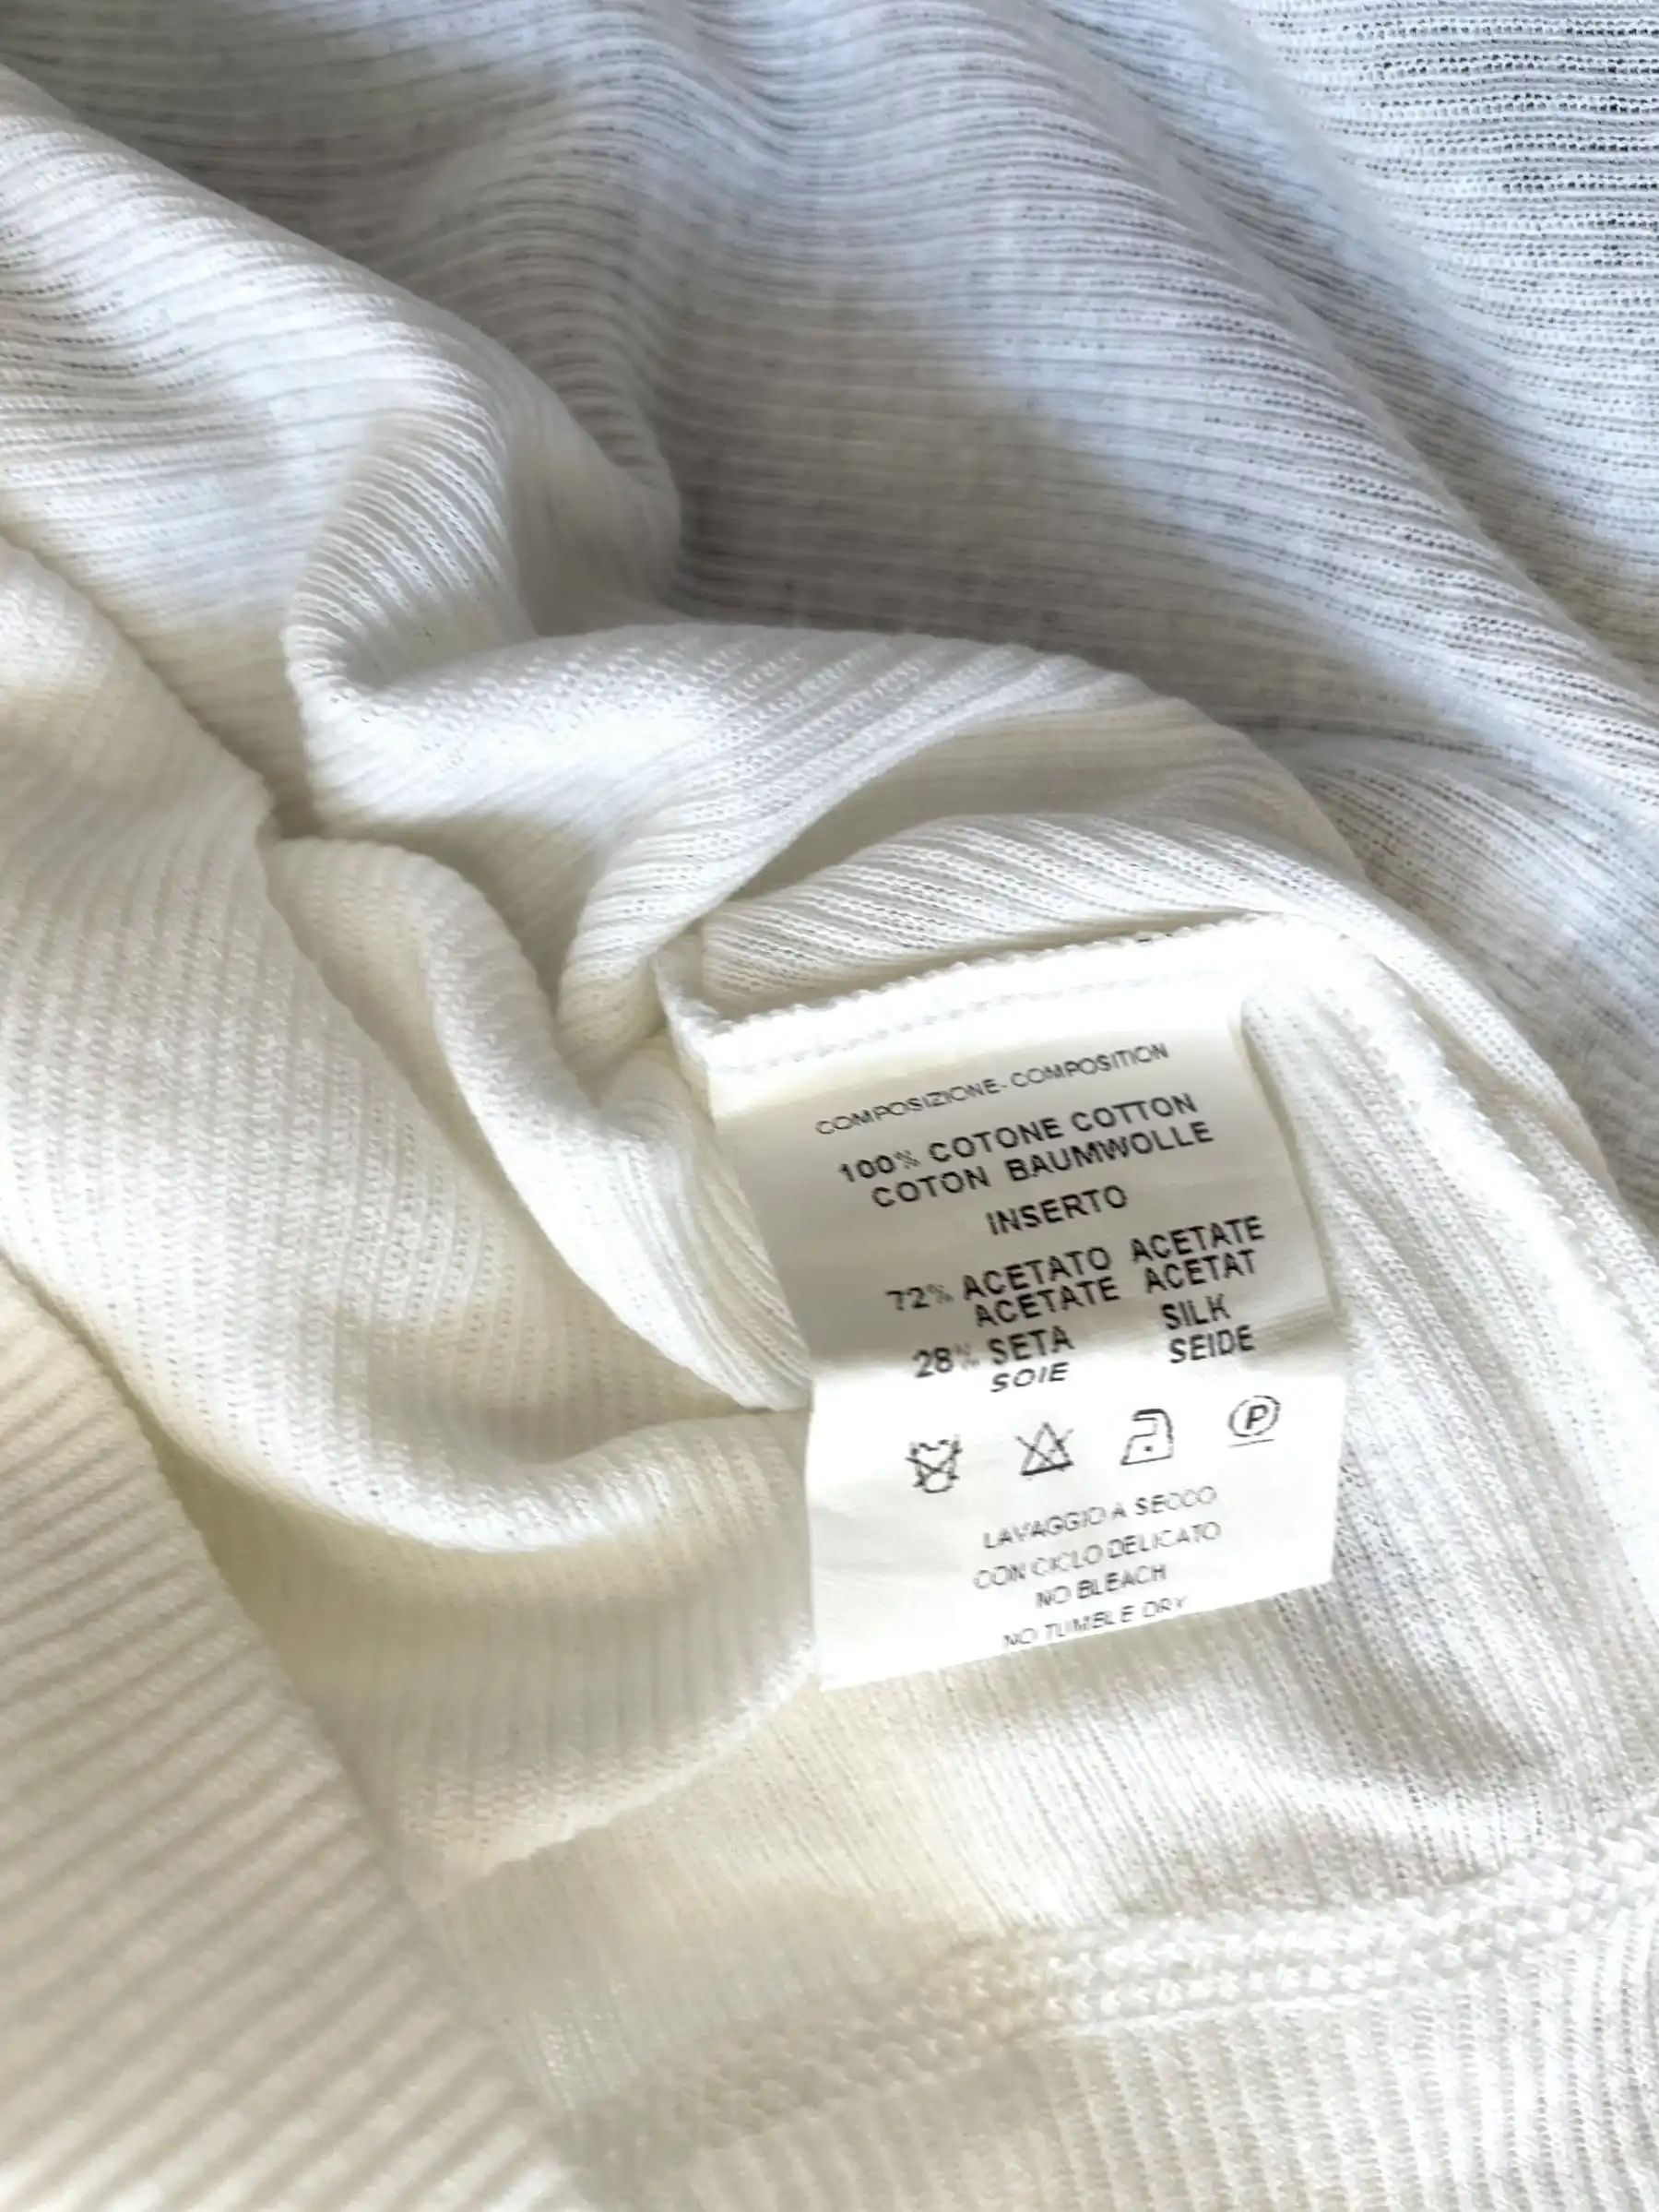 COMPOSIZIONE-COMPOSITION
100% COTONE COTTON
COTON BAUMWOLLE
INSERTO
72% ACETATO ACETATE
ACETATE ACETAT
28% SETA SILK
SOIE SEIDE
P
LAVAGGIO A SECCO
CON CICLO DELICATO
NO BLEACH
NO TUMBLE DRY